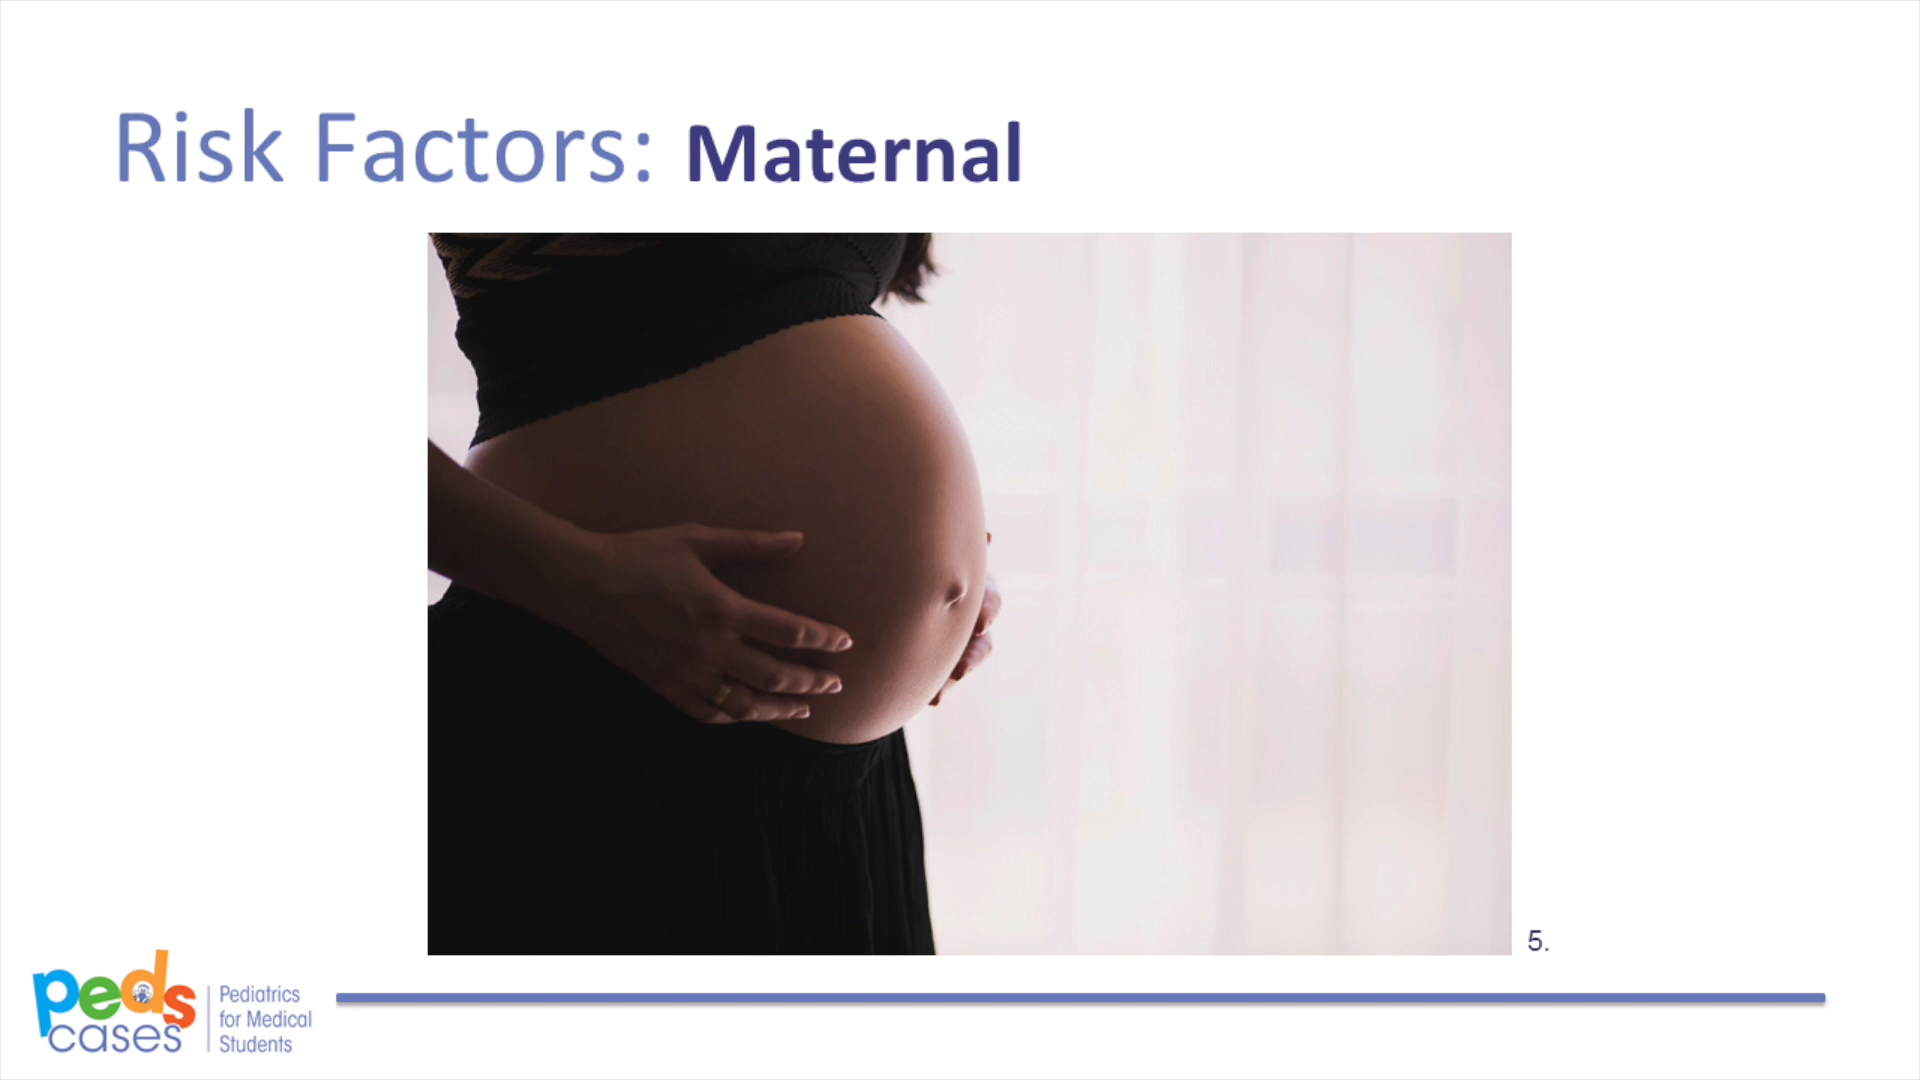 Risk Factors: Maternal
5.
peds
cases
Pediatrics
for Medical
Students